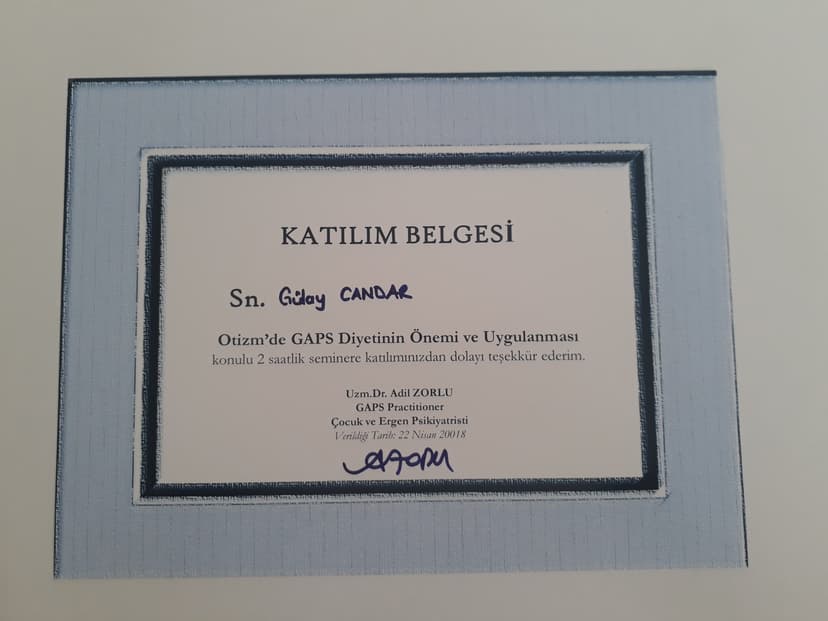 KATILIM BELGESİ
Sn. Gülay CANDAR
Otizm'de GAPS Diyetinin Önemi ve Uygulanması
konulu 2 saatlik seminere katılımınızdan dolayı teşekkür ederim.
Uzm.Dr. Adil ZORLU
GAPS Practitioner
Çocuk ve Ergen Psikiyatristi
Verildiği Tarih: 22 Nisan 20018